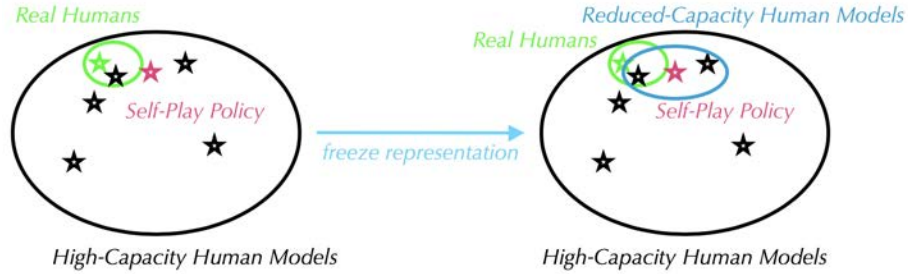 Real Humans
Self-Play Policy
High-Capacity Human Models
freeze representation
Reduced-Capacity Human Models
Real Humans
Self-Play Policy
High-Capacity Human Models